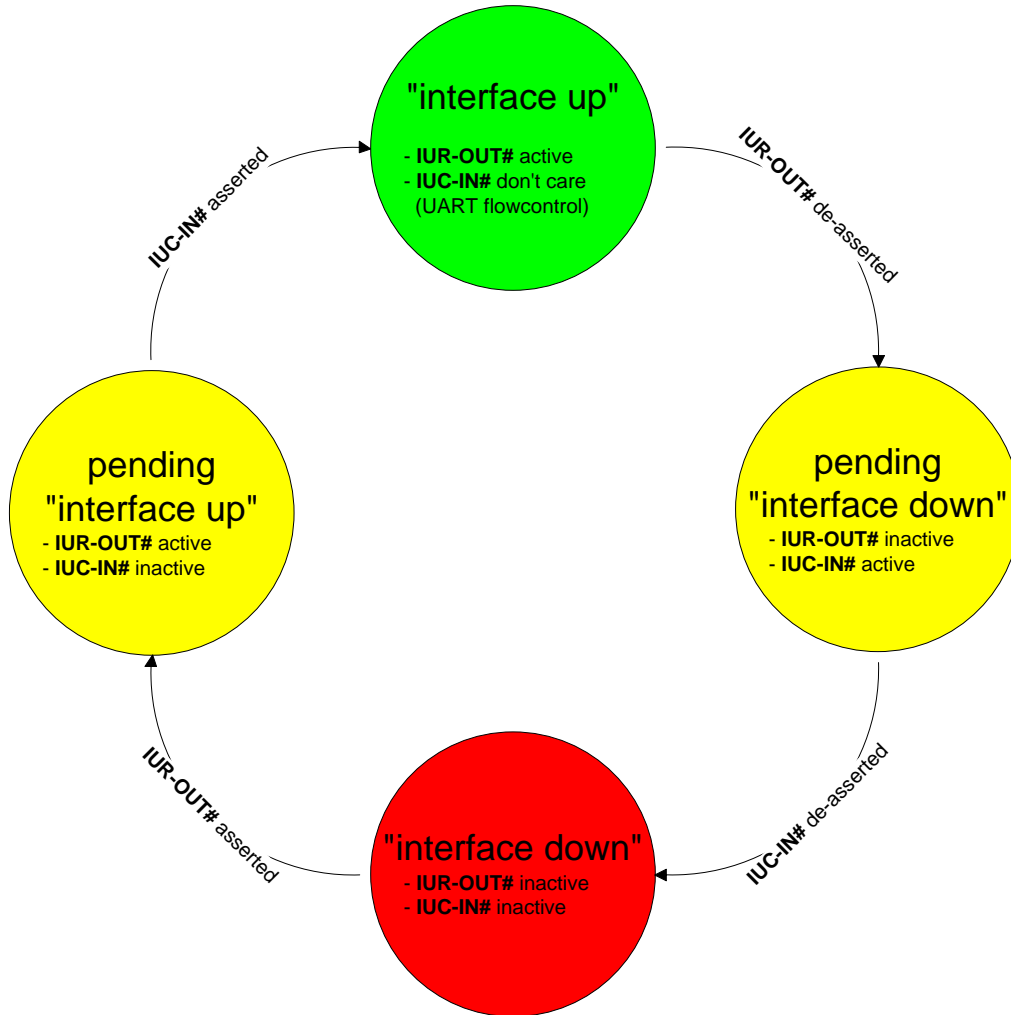 "interface up"
- IUR-OUT# active
- IUC-IN# don't care
(UART flowcontrol)
IUC-IN# asserted
IUR-OUT# de-asserted
pending
"interface up"
- IUR-OUT# active
- IUC-IN# inactive
pending
"interface down"
- IUR-OUT# inactive
- IUC-IN# active
IUR-OUT# asserted
IUC-IN# de-asserted
"interface down"
- IUR-OUT# inactive
- IUC-IN# inactive